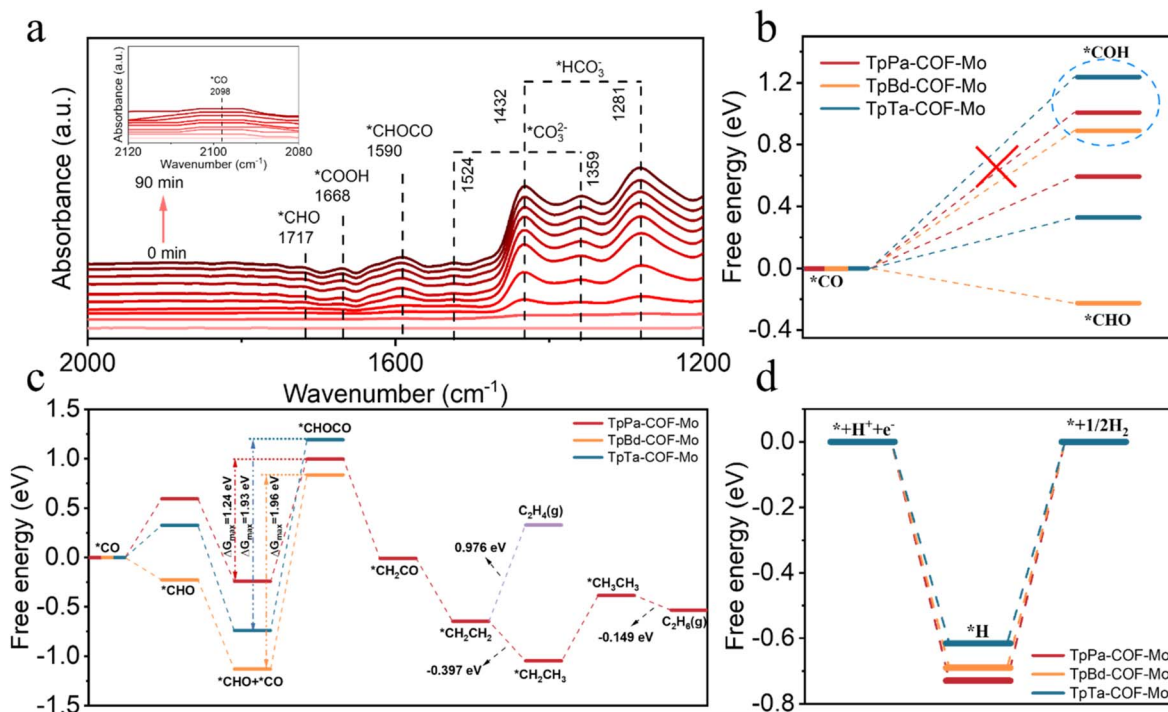 a
Absorbance (a.u.)
*CO
2098
2120 2100 2080
Wavenumber (cm-1)
90 min
0 min
*CHO
1717
*COOH
1668
*CHOCO
1590
*HCO3-
1432
1281
*CO32-
1524
1359
Absorbance (a.u.)
2000 1600 1200
Wavenumber (cm-1)
b
TpPa-COF-Mo
TpBd-COF-Mo
TpTa-COF-Mo
*COH
*CO
*CHO
1.2
0.8
0.4
0.0
-0.4
Free energy (eV)
c
TpPa-COF-Mo
TpBd-COF-Mo
TpTa-COF-Mo
1.5
1.0
0.5
0.0
-0.5
-1.0
-1.5
Free energy (eV)
*CO
*CHO
*CHO+*CO
ΔGmax=1.24 eV
ΔGmax=1.93 eV
ΔGmax=1.96 eV
*CHOCO
*CH2CO
*CH2CH2
0.976 eV
C2H4(g)
-0.397 eV
*CH2CH3
*CH3CH3
-0.149 eV
C2H6(g)
d
*+H++e-
*+1/2H2
*H
0.0
-0.2
-0.4
-0.6
-0.8
Free energy (eV)
TpPa-COF-Mo
TpBd-COF-Mo
TpTa-COF-Mo